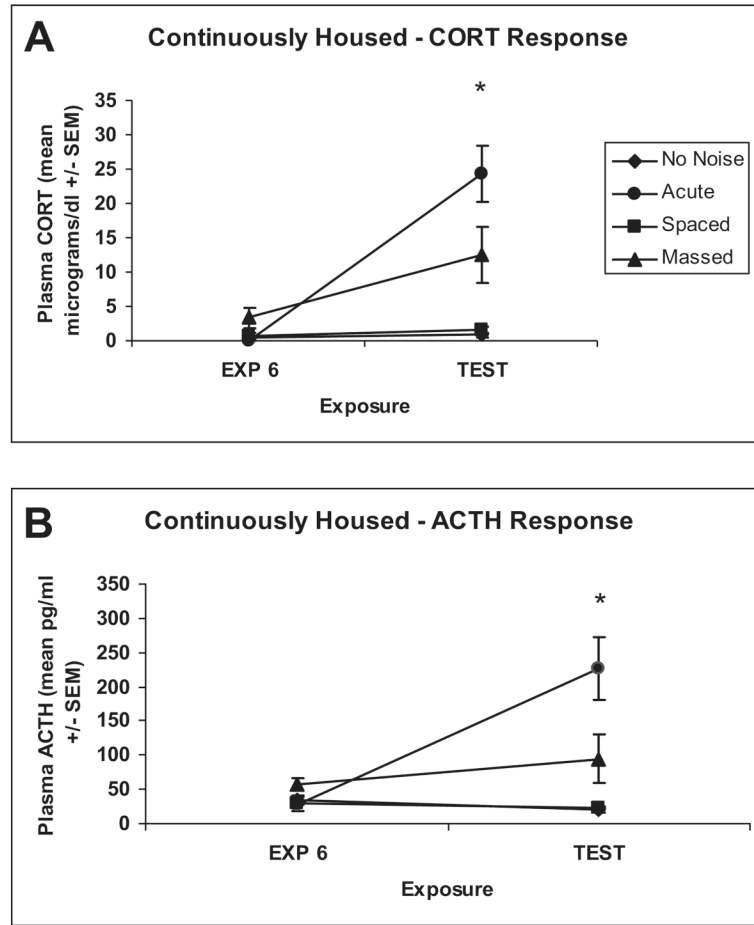 A
Continuously Housed - CORT Response
*
Plasma CORT (mean
micrograms/dl +/- SEM)
35
30
25
20
15
10
5
0
EXP 6
TEST
Exposure
No Noise
Acute
Spaced
Massed
B
Continuously Housed - ACTH Response
*
Plasma ACTH (mean pg/ml
+/- SEM)
350
300
250
200
150
100
50
0
EXP 6
TEST
Exposure